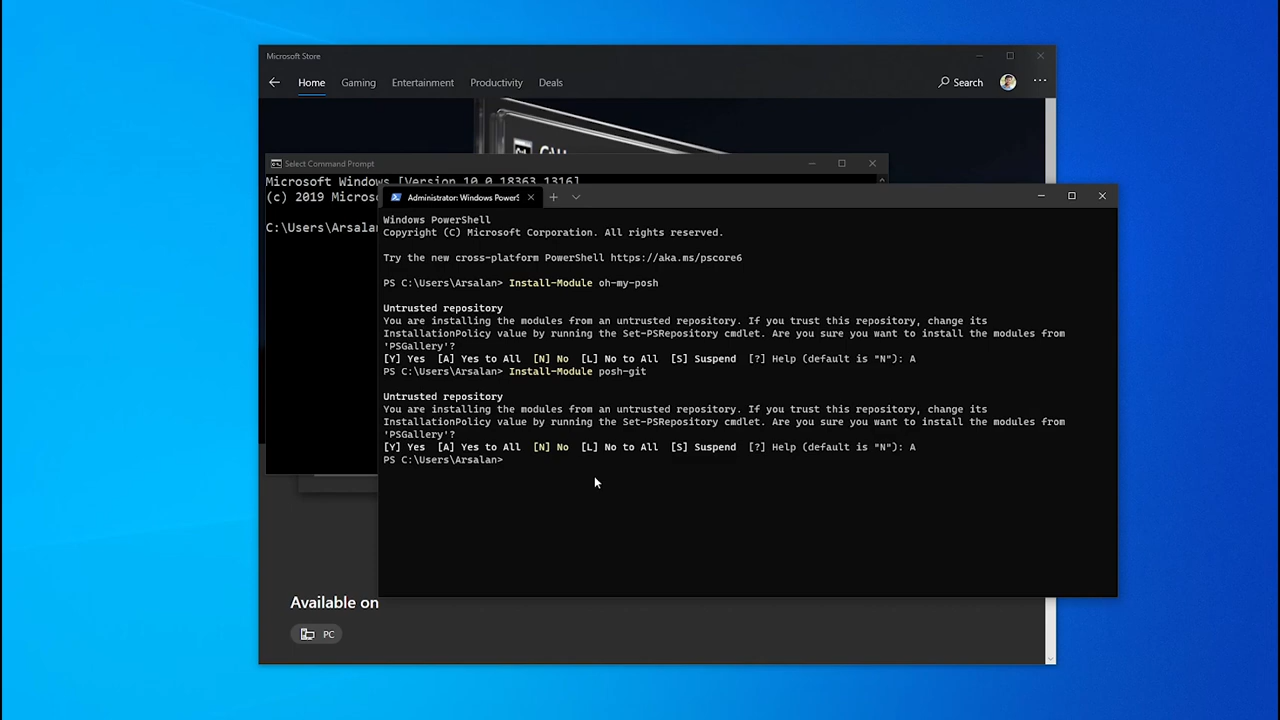 Microsoft Store
Home Gaming Entertainment Productivity Deals Search
Select Command Prompt
Microsoft Windows [Version 10.0.18363.1316]
(c) 2019 Microso
C:\Users\Arsalan
Administrator: Windows PowerS
Windows PowerShell
Copyright (C) Microsoft Corporation. All rights reserved.
Try the new cross-platform PowerShell https://aka.ms/pscore6
PS C:\Users\Arsalan> Install-Module oh-my-posh
Untrusted repository
You are installing the modules from an untrusted repository. If you trust this repository, change its
InstallationPolicy value by running the Set-PSRepository cmdlet. Are you sure you want to install the modules from
'PSGallery'?
[Y] Yes [A] Yes to All [N] No [L] No to All [S] Suspend [?] Help (default is "N"): A
PS C:\Users\Arsalan> Install-Module posh-git
Untrusted repository
You are installing the modules from an untrusted repository. If you trust this repository, change its
InstallationPolicy value by running the Set-PSRepository cmdlet. Are you sure you want to install the modules from
'PSGallery'?
[Y] Yes [A] Yes to All [N] No [L] No to All [S] Suspend [?] Help (default is "N"): A
PS C:\Users\Arsalan>
Available on
PC